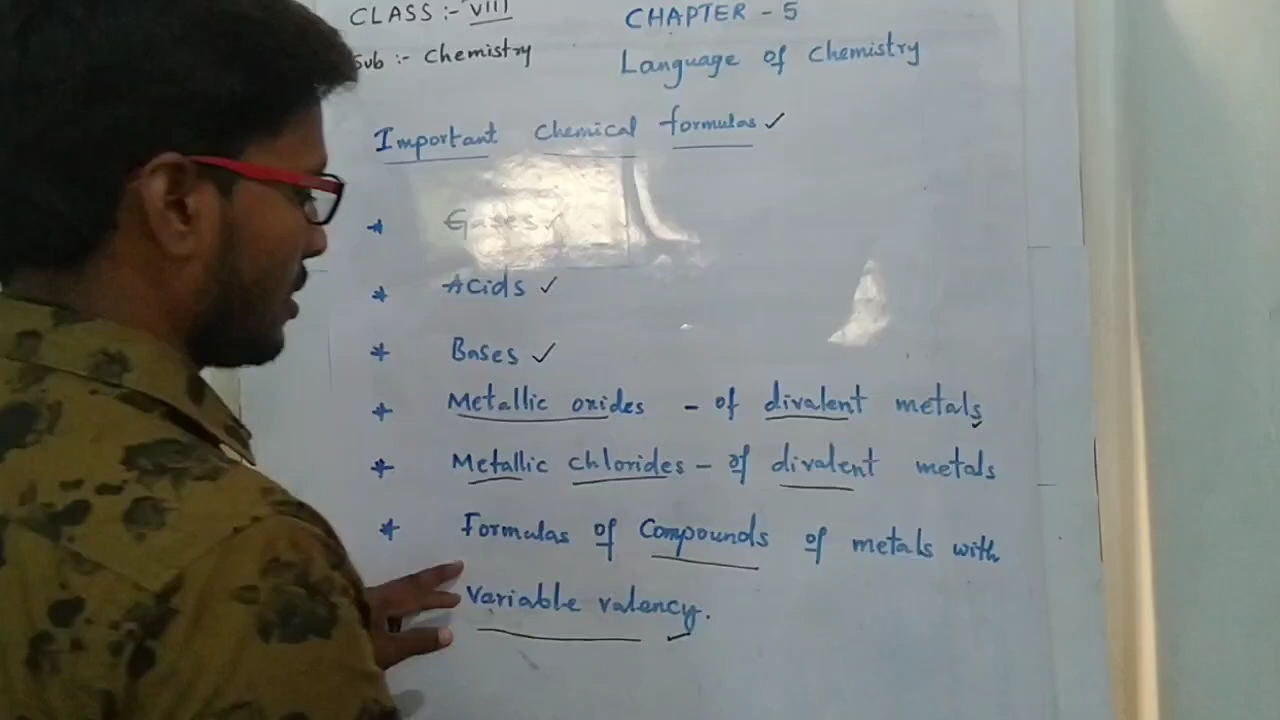 CLASS :- VIII CHAPTER - 5
Sub :- Chemistry Language of Chemistry
Important Chemical formulas ✓
* Gases ✓
* Acids ✓
* Bases ✓
* Metallic oxides - of divalent metals
* Metallic chlorides - of divalent metals
* Formulas of Compounds of metals with
variable valency.